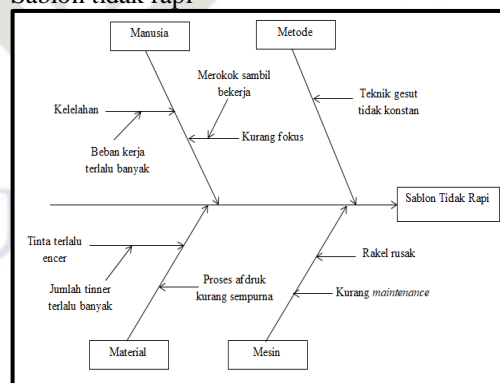 Sablon tidak rapi
Manusia
Metode
Merokok sambil
bekerja
Kelelahan
Teknik gesut
tidak konstan
Kurang fokus
Beban kerja
terlalu banyak
Sablon Tidak Rapi
Tinta terlalu
encer
Rakel rusak
Jumlah tinner
terlalu banyak
Proses afdruk
kurang sempurna
Kurang maintenance
Material
Mesin